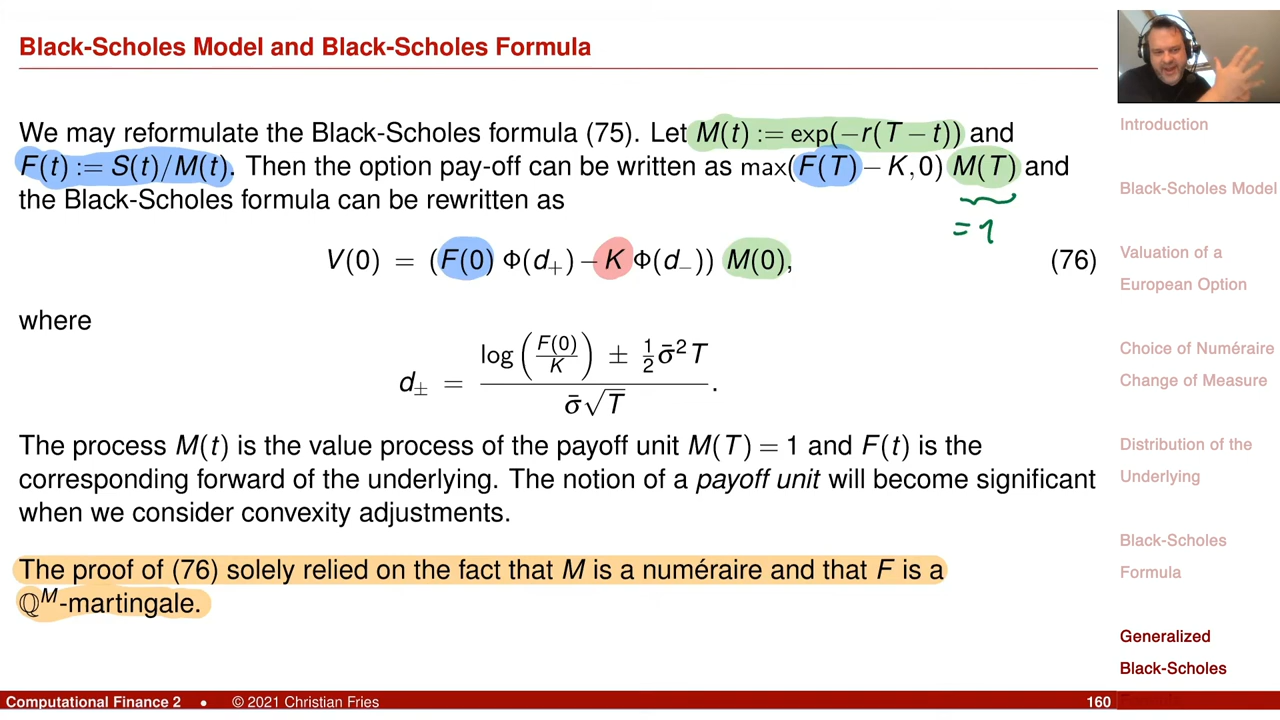 Black-Scholes Model and Black-Scholes Formula
We may reformulate the Black-Scholes formula (75). Let M(t) := exp(−r(T − t)) and
F(t) := S(t)/M(t). Then the option pay-off can be written as max(F(T) − K, 0) M(T) and
the Black-Scholes formula can be rewritten as
= 1
V(0) = (F(0) Φ(d₊) − K Φ(d₋)) M(0), (76)
where
d± = (log(F(0)/K) ± ½ σ̄² T) / (σ̄ √T).
The process M(t) is the value process of the payoff unit M(T) = 1 and F(t) is the
corresponding forward of the underlying. The notion of a payoff unit will become significant
when we consider convexity adjustments.
The proof of (76) solely relied on the fact that M is a numéraire and that F is a
ℚᴹ-martingale.
Introduction
Black-Scholes Model
Valuation of a
European Option
Choice of Numéraire
Change of Measure
Distribution of the
Underlying
Black-Scholes
Formula
Generalized
Black-Scholes
Computational Finance 2 • © 2021 Christian Fries 160